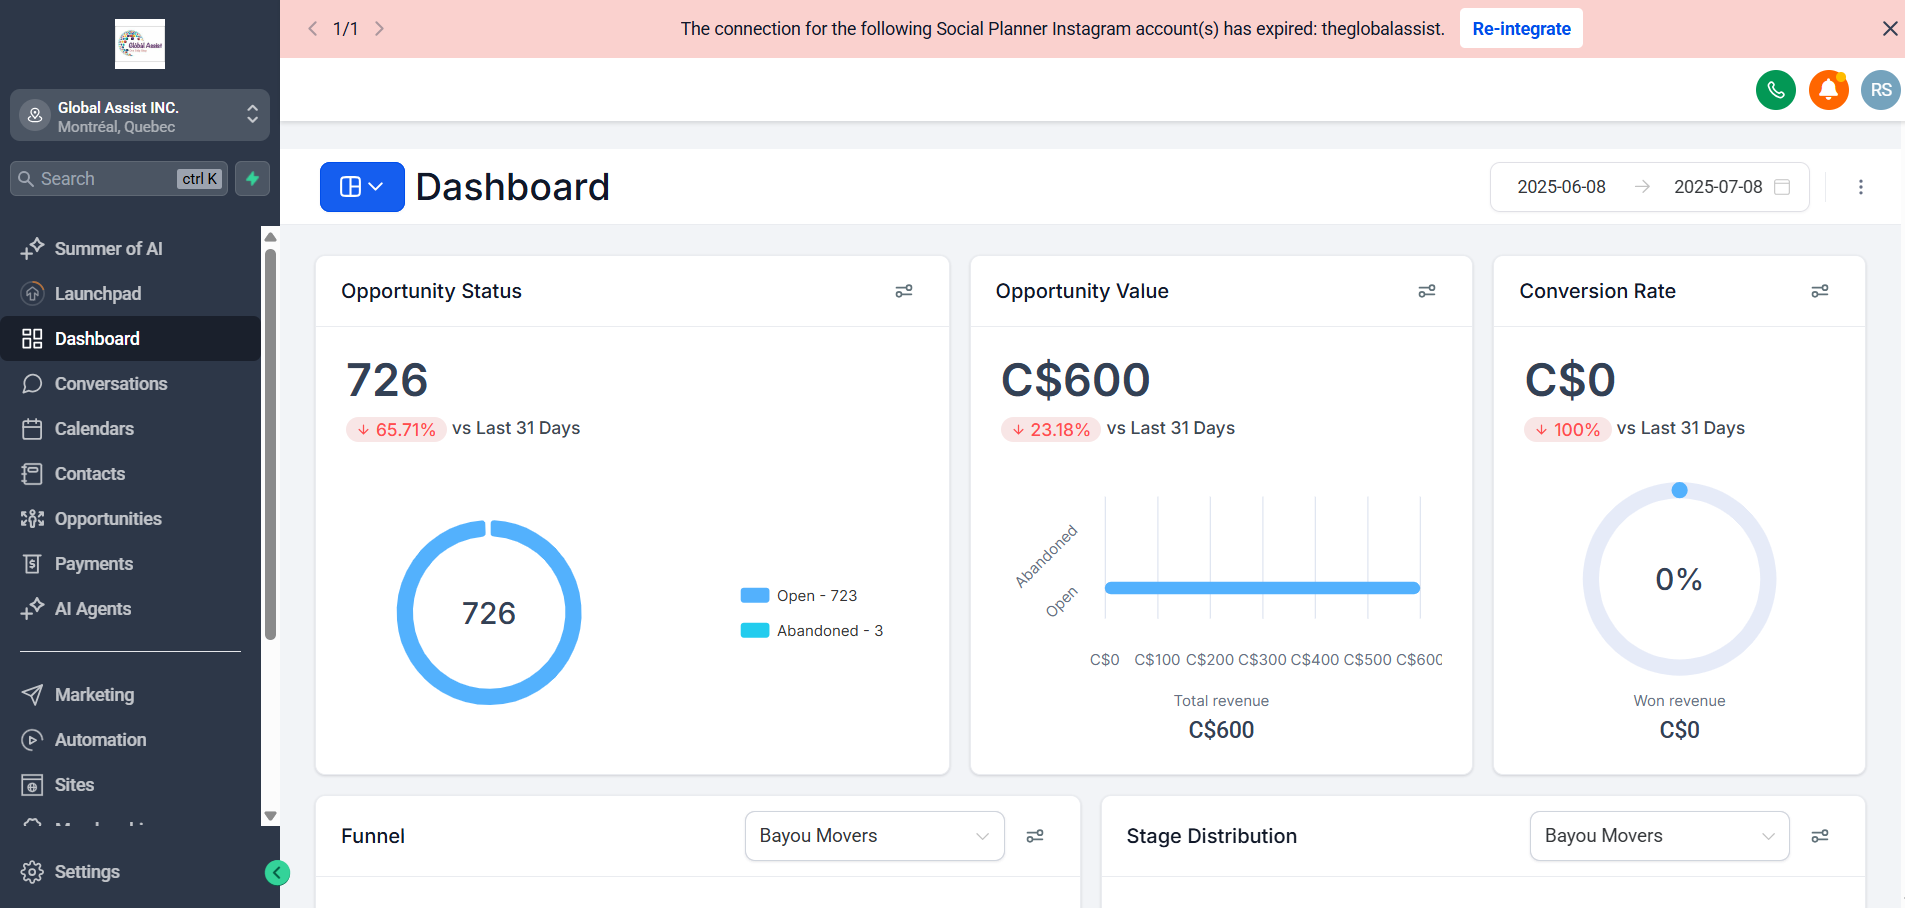 1/1
The connection for the following Social Planner Instagram account(s) has expired: theglobalassist.
Re-integrate
Global Assist
Global Assist INC.
Montréal, Quebec
RS
Search
ctrl K
Dashboard
2025-06-08
2025-07-08
Summer of AI
Launchpad
Dashboard
Conversations
Calendars
Contacts
Opportunities
Payments
AI Agents
Marketing
Automation
Sites
Settings
Opportunity Status
726
65.71% vs Last 31 Days
726
Open - 723
Abandoned - 3
Opportunity Value
C$600
23.18% vs Last 31 Days
Abandoned
Open
C$0 C$100 C$200 C$300 C$400 C$500 C$600
Total revenue
C$600
Conversion Rate
C$0
100% vs Last 31 Days
0%
Won revenue
C$0
Funnel
Bayou Movers
Stage Distribution
Bayou Movers